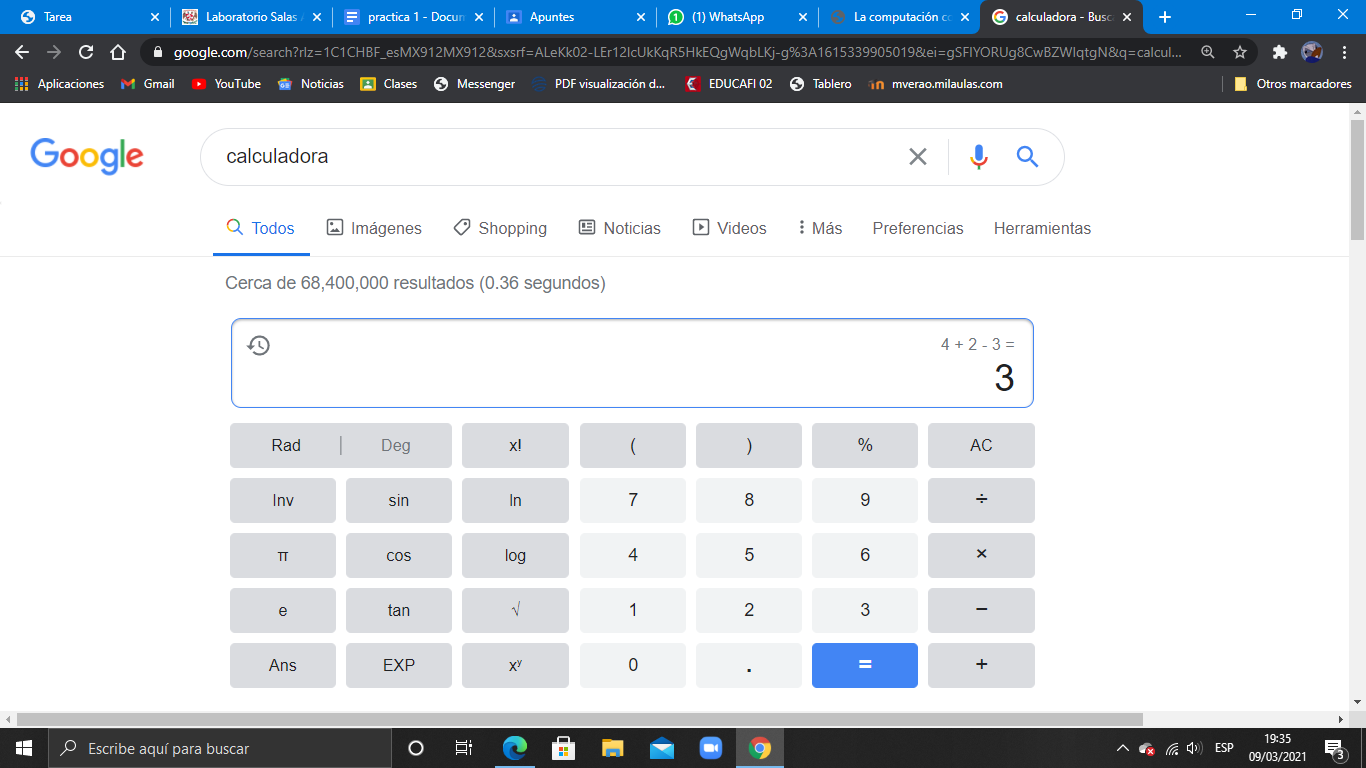 Tarea
Laboratorio Salas
practica 1 - Docum
Apuntes
(1) WhatsApp
La computación co
calculadora - Busc
google.com/search?rlz=1C1CHBF_esMX912MX912&sxsrf=ALeKk02-LEr12IcUkKqR5HkEQgWqbLKj-g%3A1615339905019&ei=gSFIYORUg8CwBZWIqtgN&q=calcul...
Aplicaciones
Gmail
YouTube
Noticias
Clases
Messenger
PDF visualización d...
EDUCAFI 02
Tablero
mverao.milaulas.com
Otros marcadores
Google
calculadora
Todos
Imágenes
Shopping
Noticias
Videos
Más
Preferencias
Herramientas
Cerca de 68,400,000 resultados (0.36 segundos)
4 + 2 - 3 =
3
Rad | Deg x! ( ) % AC
Inv sin ln 7 8 9 ÷
π cos log 4 5 6 ×
e tan √ 1 2 3 −
Ans EXP xʸ 0 . = +
Escribe aquí para buscar
ESP
19:35
09/03/2021
3